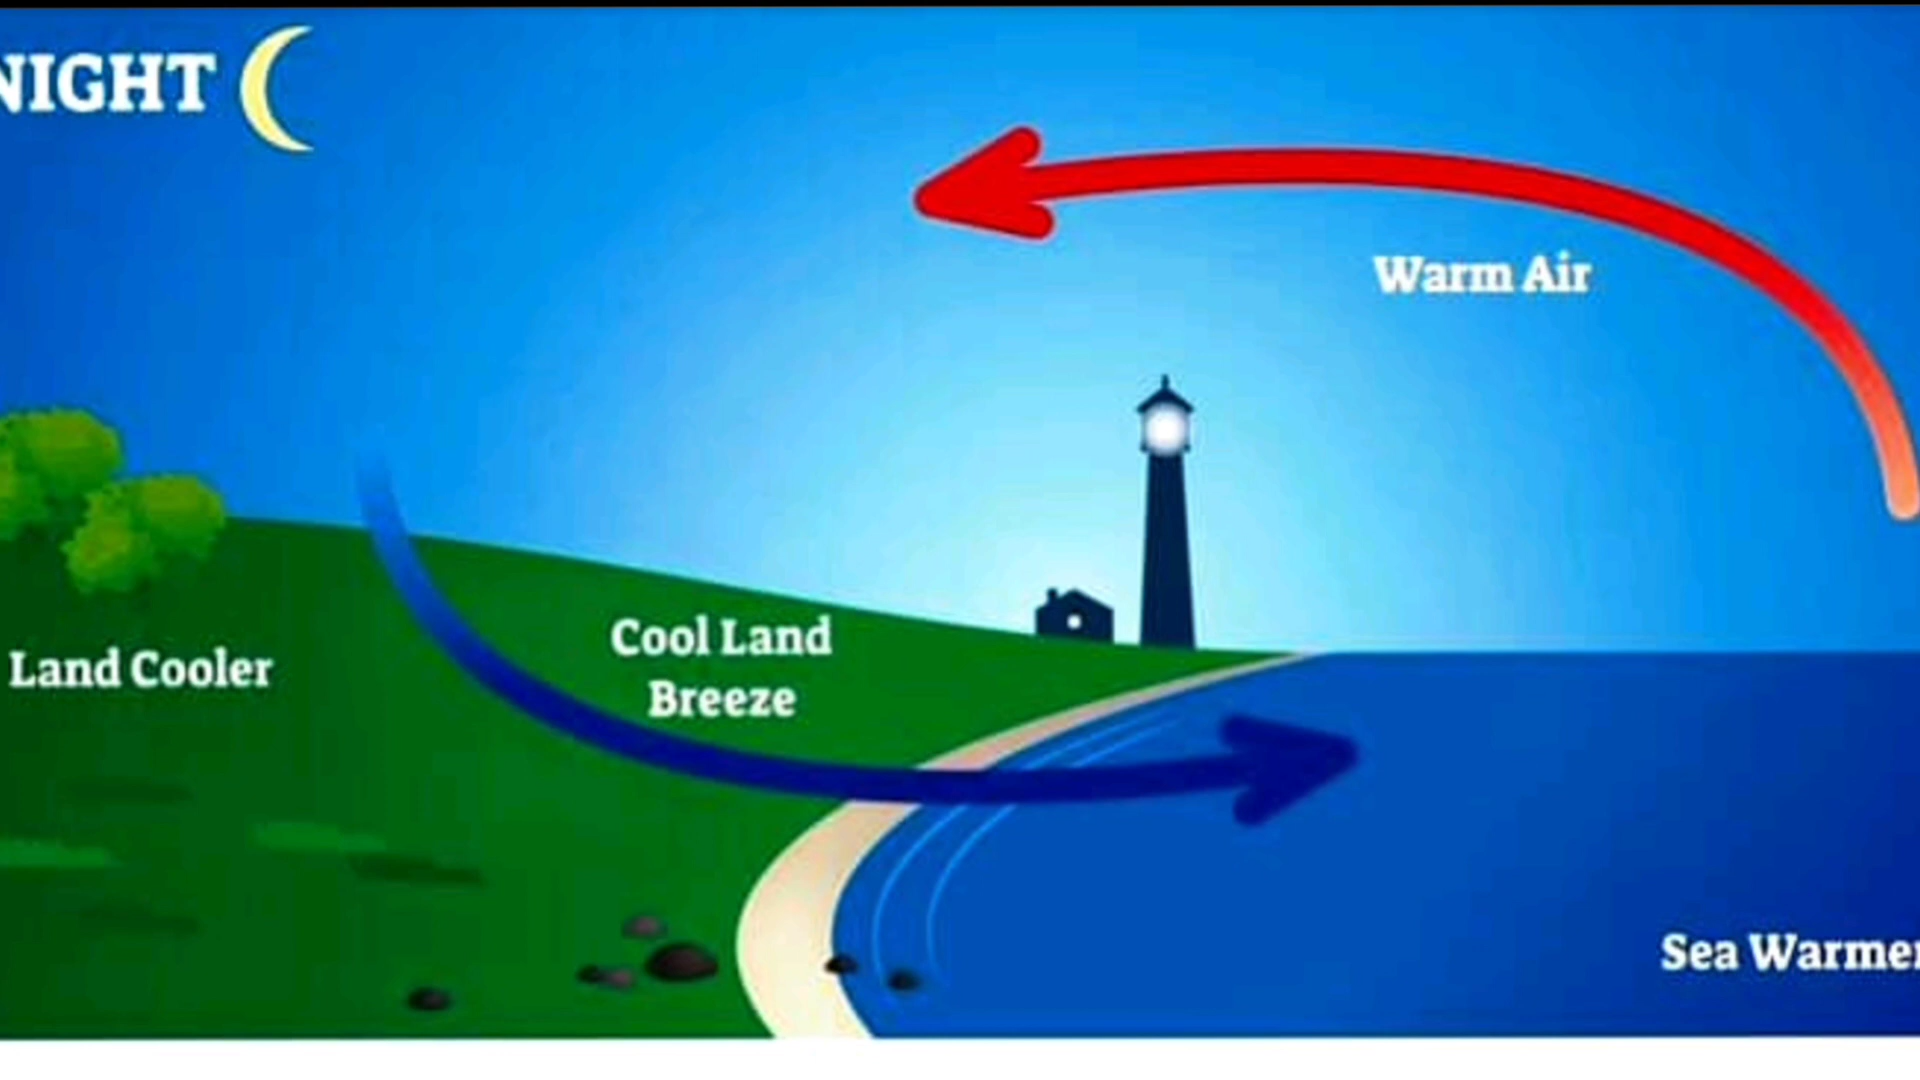 NIGHT
Warm Air
Cool Land
Breeze
Land Cooler
Sea Warmer